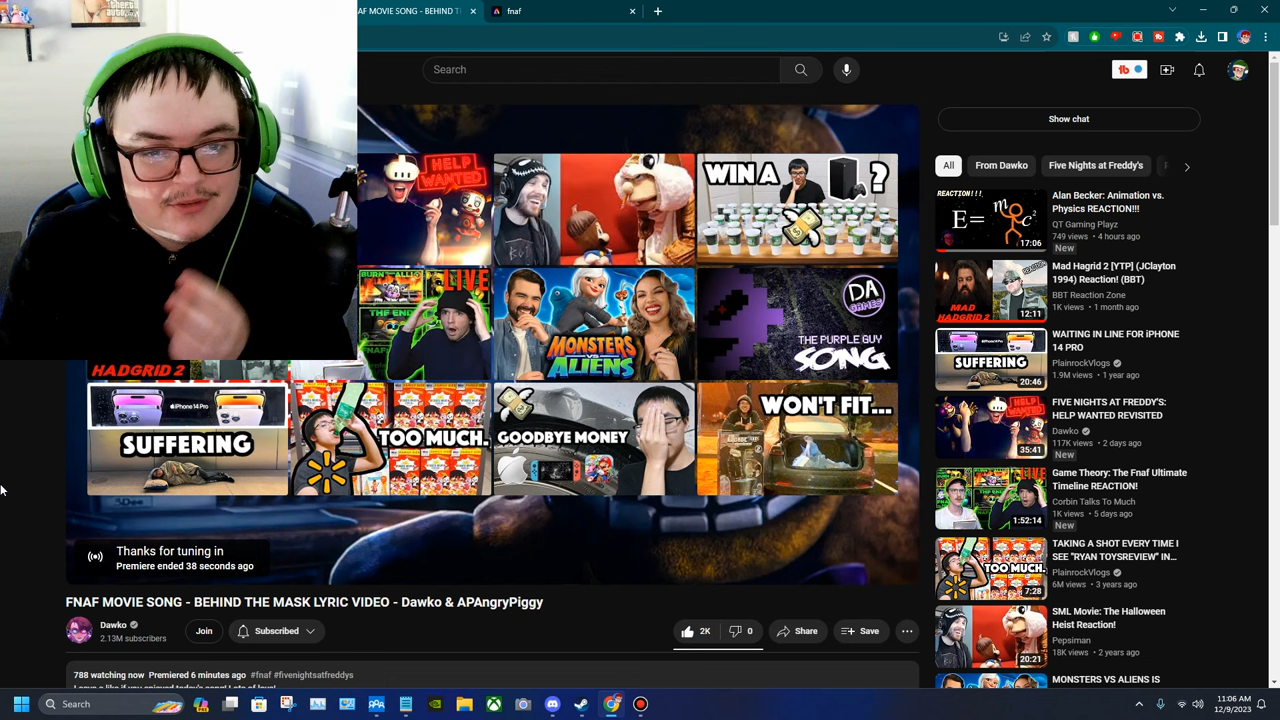 FNAF MOVIE SONG - BEHIND TH
fnaf
Search
HELP
WANTED
WIN A
?
BURNTALLIC
THE END
LIVE
MONSTERS
VS
ALIENS
DA
GAMES
THE PURPLE GUY
SONG
HADGRID 2
iPhone 14 Pro
SUFFERING
TOO MUCH.
GOODBYE MONEY
WON'T FIT...
Thanks for tuning in
Premiere ended 38 seconds ago
FNAF MOVIE SONG - BEHIND THE MASK LYRIC VIDEO - Dawko & APAngryPiggy
Dawko
2.13M subscribers
Join
Subscribed
2K
0
Share
Save
788 watching now Premiered 6 minutes ago #fnaf #fivenightsatfreddys
Show chat
All
From Dawko
Five Nights at Freddy's
REACTION!!!
E= m c²
17:06
Alan Becker: Animation vs.
Physics REACTION!!!
QT Gaming Playz
749 views • 4 hours ago
New
MAD
HADGRID 2
12:11
Mad Hagrid 2 [YTP] (JClayton
1994) Reaction! (BBT)
BBT Reaction Zone
1K views • 1 month ago
SUFFERING
20:46
WAITING IN LINE FOR iPHONE
14 PRO
PlainrockVlogs
1.9M views • 1 year ago
HELP
WANTED
35:41
FIVE NIGHTS AT FREDDY'S:
HELP WANTED REVISITED
Dawko
117K views • 2 days ago
New
LIVE
1:52:14
Game Theory: The Fnaf Ultimate
Timeline REACTION!
Corbin Talks To Much
1K views • 5 days ago
New
TOO MUCH.
7:28
TAKING A SHOT EVERY TIME I
SEE "RYAN TOYSREVIEW" IN...
PlainrockVlogs
6M views • 3 years ago
20:21
SML Movie: The Halloween
Heist Reaction!
Pepsiman
18K views • 2 years ago
MONSTERS VS ALIENS IS
Search
11:06 AM
12/9/2023